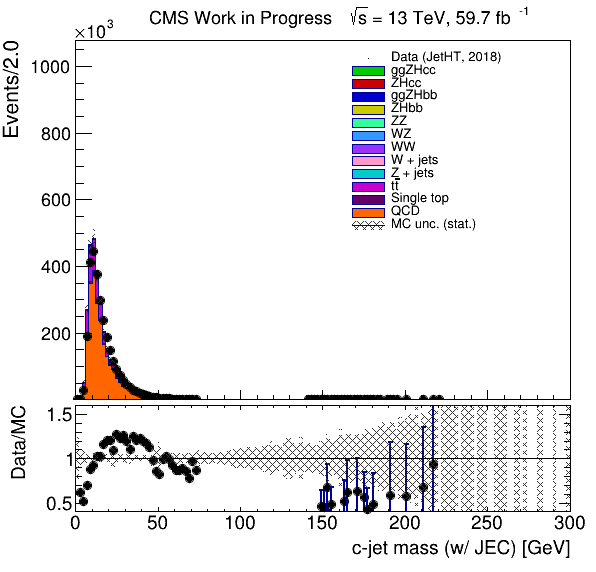 CMS Work in Progress √s = 13 TeV, 59.7 fb⁻¹
×10³
Events/2.0
1000
800
600
400
200
Data (JetHT, 2018)
ggZHcc
ZHcc
ggZHbb
ZHbb
ZZ
WZ
WW
W + jets
Z + jets
tt̅
Single top
QCD
MC unc. (stat.)
Data/MC
1.5
1
0.5
0 50 100 150 200 250 300
c-jet mass (w/ JEC) [GeV]